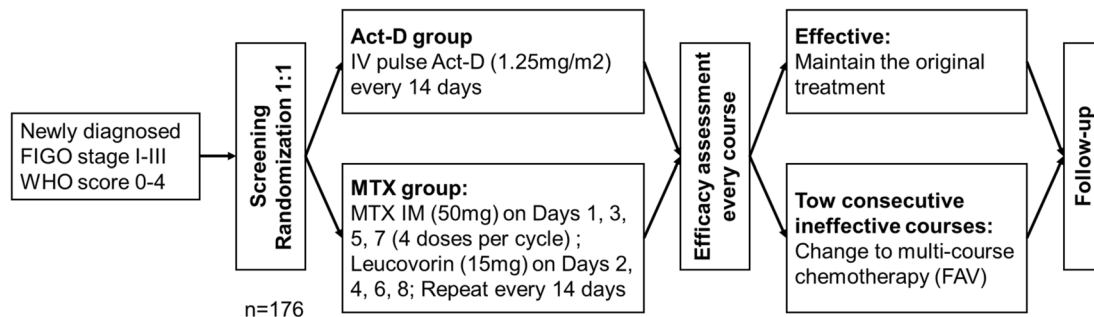 Newly diagnosed
FIGO stage I-III
WHO score 0-4
Screening
Randomization 1:1
n=176
Act-D group
IV pulse Act-D (1.25mg/m2)
every 14 days
MTX group:
MTX IM (50mg) on Days 1, 3,
5, 7 (4 doses per cycle) ;
Leucovorin (15mg) on Days 2,
4, 6, 8; Repeat every 14 days
Efficacy assessment
every course
Effective:
Maintain the original
treatment
Tow consecutive
ineffective courses:
Change to multi-course
chemotherapy (FAV)
Follow-up